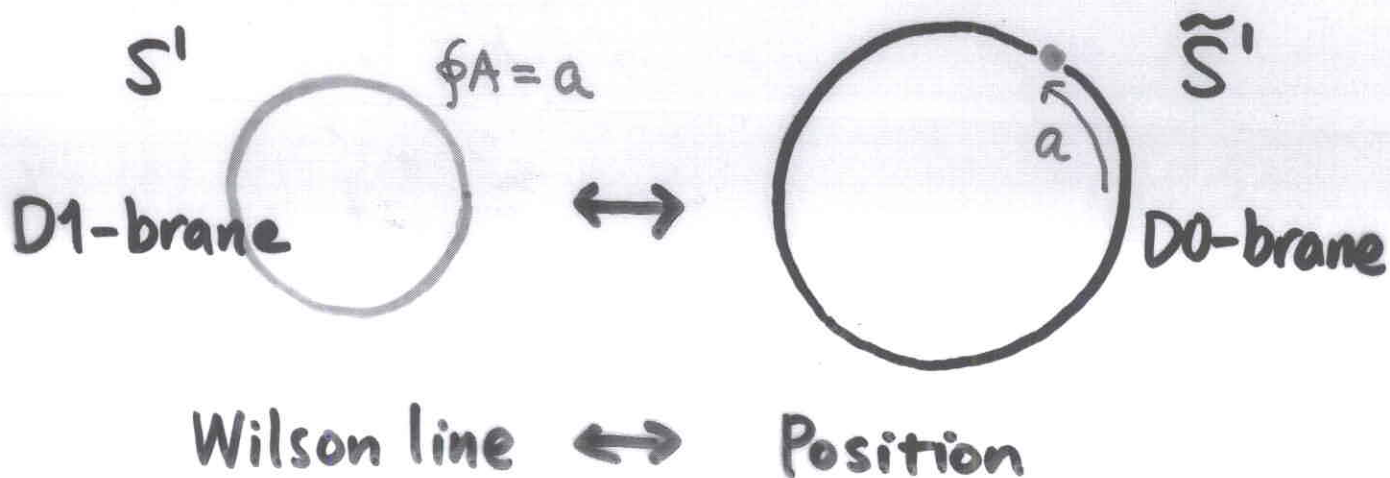 S¹
∮A = a
S̃¹
a
D1-brane
↔
D0-brane
Wilson line ↔ Position